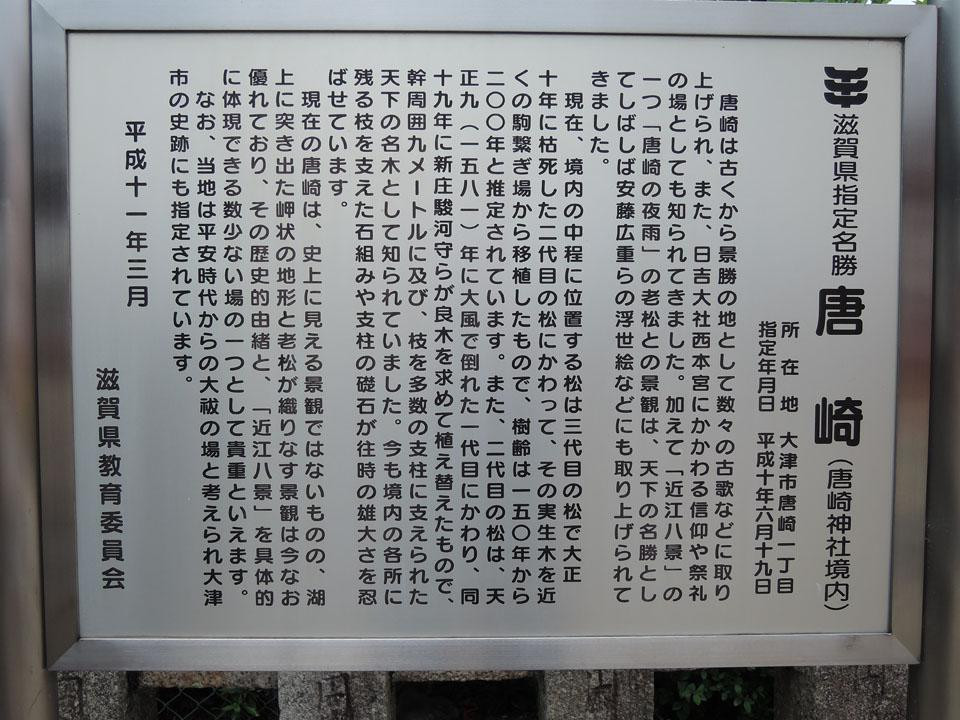 滋賀県指定名勝 唐崎(唐崎神社境内)
所在地 大津市唐崎一丁目
指定年月日 平成十年六月十九日
唐崎は古くから景勝の地として数々の古歌などに取り
上げられ、また、日吉大社西本宮にかかわる信仰や祭礼
の場としても知られてきました。加えて「近江八景」の
一つ「唐崎の夜雨」の老松との景観は、天下の名勝とし
てしばしば安藤広重らの浮世絵などにも取り上げられて
きました。
現在、境内の中程に位置する松は三代目の松で大正
十年に枯死した二代目の松にかわって、その実生木を近
くの駒繋ぎ場から移植したもので、樹齢は一五〇年から
二〇〇年と推定されています。また、二代目の松は、天
正九(一五八一)年に大風で倒れた一代目にかわり、同
十九年に新庄駿河守らが良木を求めて植え替えたもので、
幹周囲九メートルに及び、枝を多数の支柱に支えられた
天下の名木として知られていました。今も境内の各所に
残る枝を支えた石組みや支柱の礎石が往時の雄大さを忍
ばせています。
現在の唐崎は、史上に見える景観ではないものの、湖
上に突き出た岬状の地形と老松が織りなす景観は今なお
優れており、その歴史的由緒と、「近江八景」を具体的
に体現できる数少ない場の一つとして貴重といえます。
なお、当地は平安時代からの大祓の場と考えられ大津
市の史跡にも指定されています。
平成十一年三月
滋賀県教育委員会